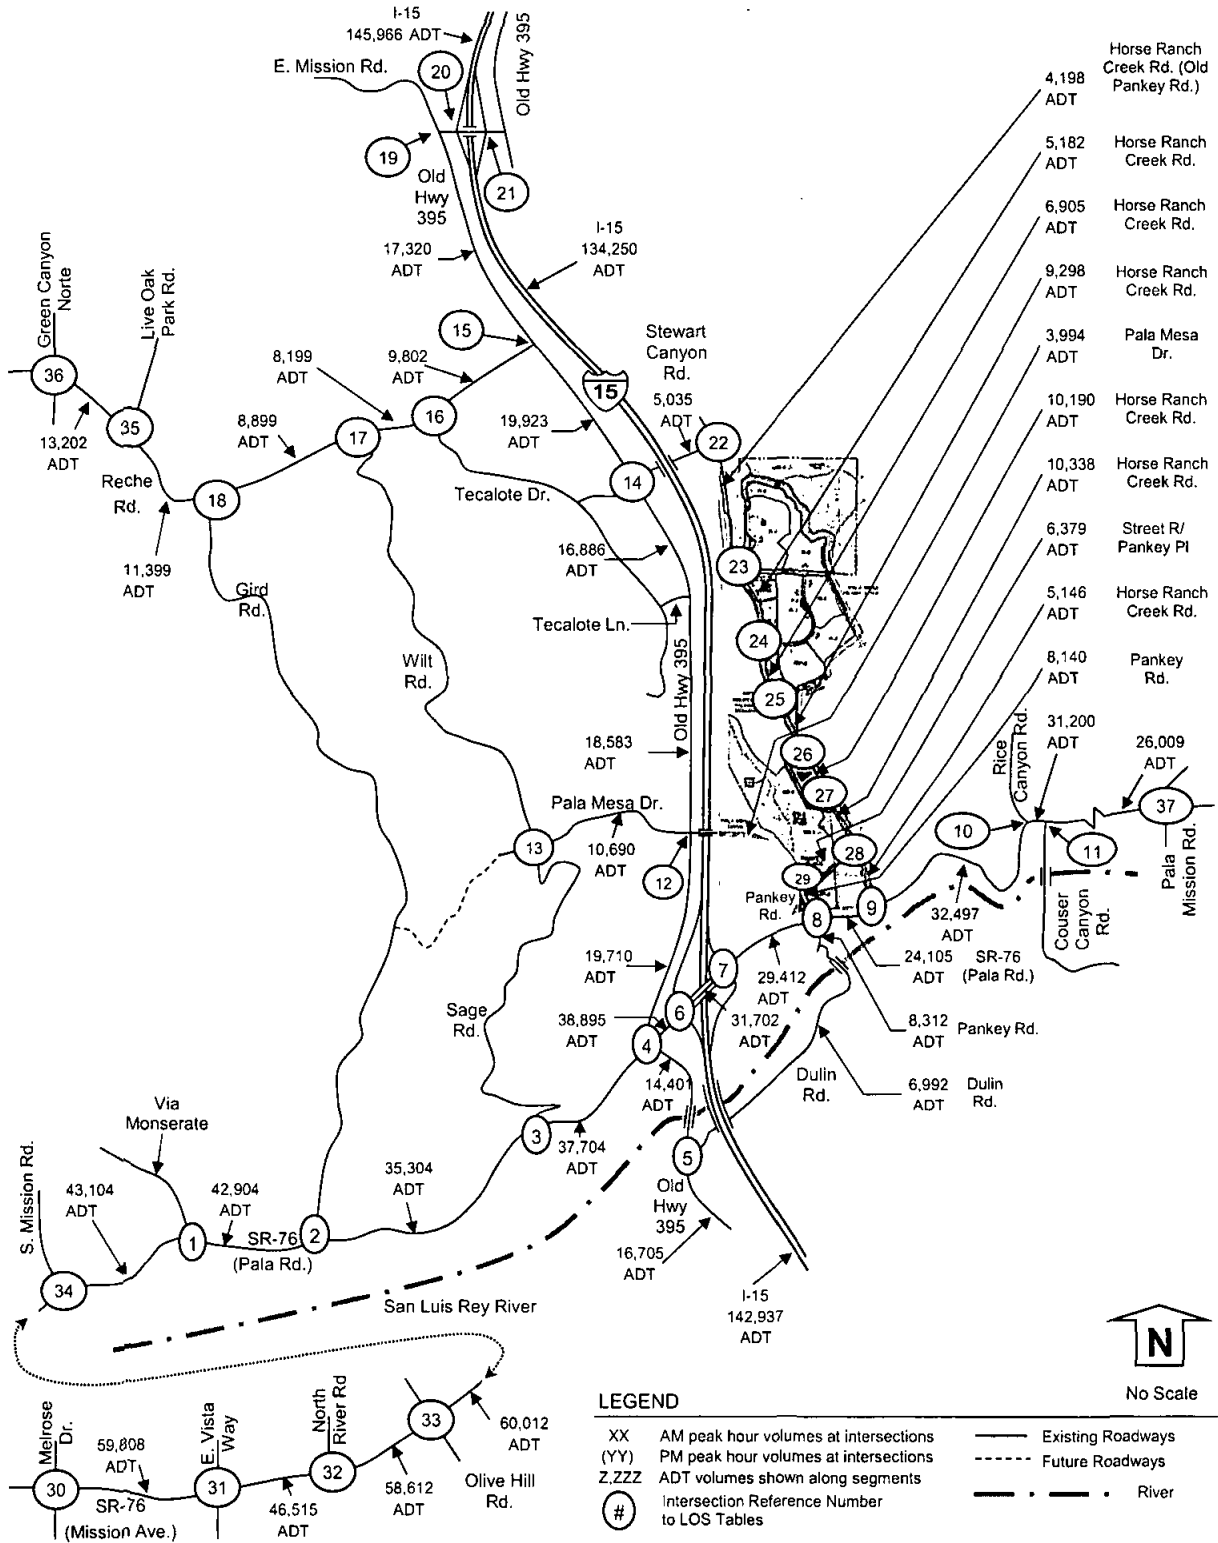 I-15
145,966 ADT
Old Hwy 395
E. Mission Rd.
20
19
21
Old
Hwy
395
17,320
ADT
I-15
134,250
ADT
Horse Ranch
Creek Rd. (Old
Pankey Rd.)
4,198
ADT
5,182
ADT
Horse Ranch
Creek Rd.
6,905
ADT
Horse Ranch
Creek Rd.
9,298
ADT
Horse Ranch
Creek Rd.
3,994
ADT
Pala Mesa
Dr.
10,190
ADT
Horse Ranch
Creek Rd.
10,338
ADT
Horse Ranch
Creek Rd.
6,379
ADT
Street R/
Pankey Pl
5,146
ADT
Horse Ranch
Creek Rd.
8,140
ADT
Pankey
Rd.
Green Canyon
Norte
Live Oak
Park Rd.
36
35
13,202
ADT
Reche
Rd.
11,399
ADT
18
8,899
ADT
17
8,199
ADT
16
9,802
ADT
15
Stewart
Canyon
Rd.
15
5,035
ADT
22
19,923
ADT
14
Tecalote Dr.
16,886
ADT
Tecalote Ln.
Gird
Rd.
Wilt
Rd.
Old Hwy 395
18,583
ADT
23
24
25
26
27
28
29
Pala Mesa Dr.
13
10,690
ADT
12
Pankey
Rd.
8
9
Rice
Canyon Rd.
31,200
ADT
26,009
ADT
10
11
37
Pala
Mission Rd.
Couser
Canyon
Rd.
32,497
ADT
24,105
ADT
SR-76
(Pala Rd.)
29,412
ADT
8,312
ADT
Pankey Rd.
6,992
ADT
Dulin
Rd.
Dulin
Rd.
19,710
ADT
7
6
31,702
ADT
38,895
ADT
4
14,401
ADT
Sage
Rd.
3
37,704
ADT
5
Old
Hwy
395
16,705
ADT
I-15
142,937
ADT
Via
Monserate
S. Mission Rd.
43,104
ADT
42,904
ADT
35,304
ADT
1
SR-76
(Pala Rd.)
2
34
San Luis Rey River
N
No Scale
Melrose
Dr.
59,808
ADT
E. Vista
Way
North
River Rd
33
60,012
ADT
30
SR-76
(Mission Ave.)
31
46,515
ADT
32
58,612
ADT
Olive Hill
Rd.
LEGEND
XX AM peak hour volumes at intersections
(YY) PM peak hour volumes at intersections
Z,ZZZ ADT volumes shown along segments
# Intersection Reference Number
to LOS Tables
Existing Roadways
Future Roadways
River